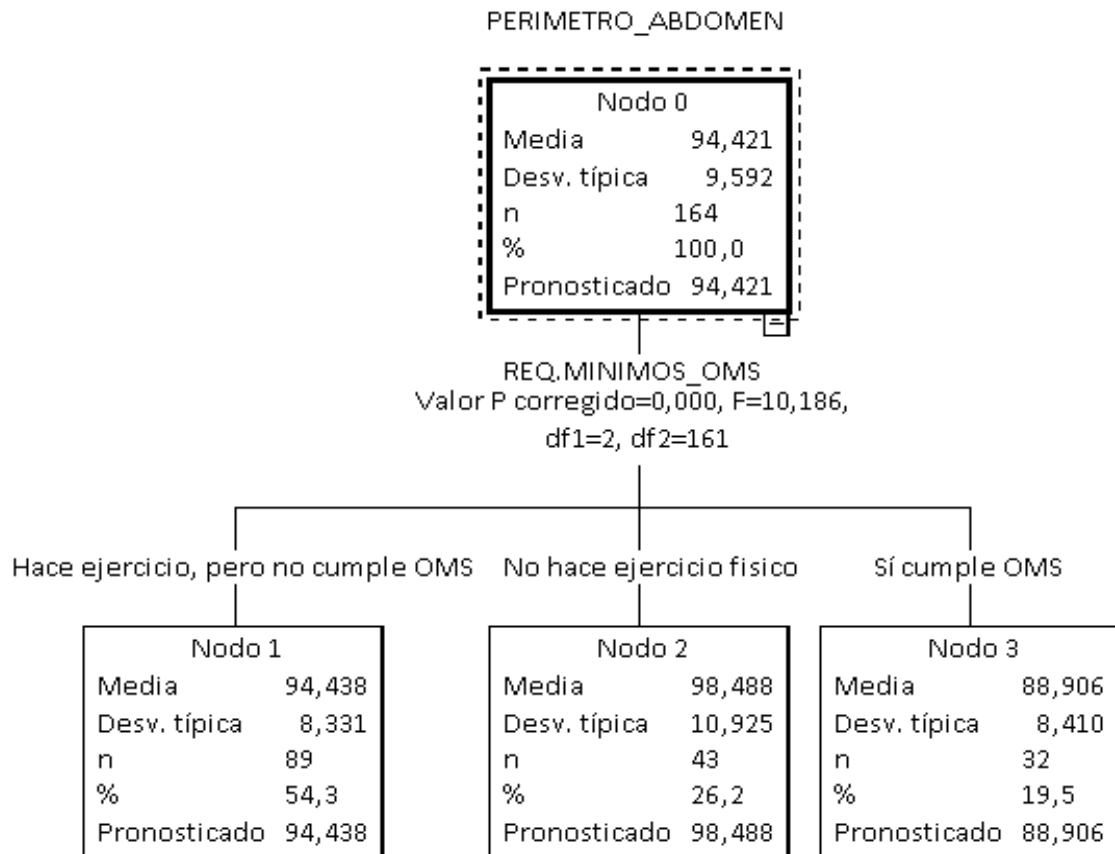 PERIMETRO_ABDOMEN
Nodo 0
Media 94,421
Desv. típica 9,592
n 164
% 100,0
Pronosticado 94,421
REQ.MINIMOS_OMS
Valor P corregido=0,000, F=10,186,
df1=2, df2=161
Hace ejercicio, pero no cumple OMS
Nodo 1
Media 94,438
Desv. típica 8,331
n 89
% 54,3
Pronosticado 94,438
No hace ejercicio fisico
Nodo 2
Media 98,488
Desv. típica 10,925
n 43
% 26,2
Pronosticado 98,488
Sí cumple OMS
Nodo 3
Media 88,906
Desv. típica 8,410
n 32
% 19,5
Pronosticado 88,906